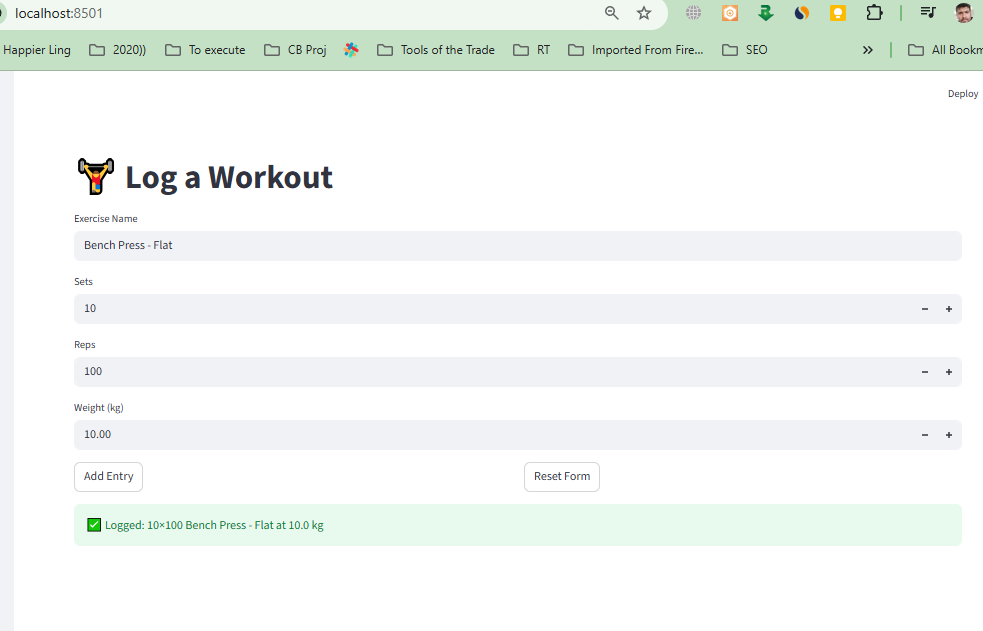 localhost:8501
Happier Ling 2020)) To execute CB Proj Tools of the Trade RT Imported From Fire... SEO » All Bookm
Deploy
Log a Workout
Exercise Name
Bench Press - Flat
Sets
10 − +
Reps
100 − +
Weight (kg)
10.00 − +
Add Entry Reset Form
Logged: 10×100 Bench Press - Flat at 10.0 kg